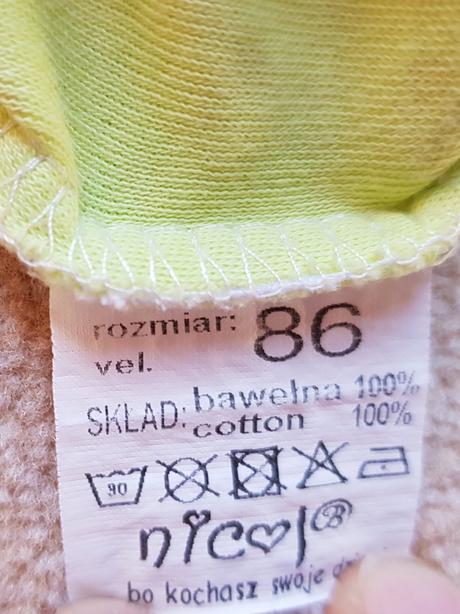 rozmiar: 86
vel.
SKŁAD: bawełna 100%
cotton 100%
90
nicol B
bo kochasz swoje